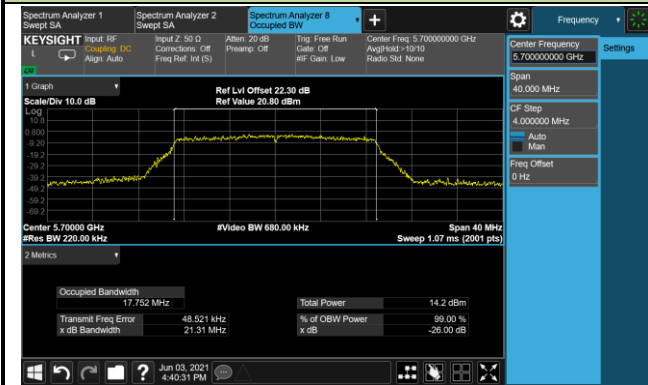 Spectrum Analyzer 1
Swept SA
Spectrum Analyzer 2
Swept SA
Spectrum Analyzer 8
Occupied BW
Frequency
KEYSIGHT
L
Input: RF
Coupling: DC
Align: Auto
Input Z: 50 Ω
Corrections: Off
Freq Ref: Int (S)
Atten: 20 dB
Preamp: Off
Trig: Free Run
Gate: Off
#IF Gain: Low
Center Freq: 5.700000000 GHz
Avg|Hold:>10/10
Radio Std: None
Center Frequency
5.700000000 GHz
Settings
Span
40.000 MHz
CF Step
4.000000 MHz
Auto
Man
Freq Offset
0 Hz
1 Graph
Scale/Div 10.0 dB
Ref Lvl Offset 22.30 dB
Ref Value 20.80 dBm
Log
10.8
0.800
-9.20
-19.2
-29.2
-39.2
-49.2
-59.2
-69.2
Center 5.70000 GHz
#Video BW 680.00 kHz
Span 40 MHz
#Res BW 220.00 kHz
Sweep 1.07 ms (2001 pts)
2 Metrics
Occupied Bandwidth
17.752 MHz
Total Power 14.2 dBm
Transmit Freq Error 48.521 kHz
% of OBW Power 99.00 %
x dB Bandwidth 21.31 MHz
x dB -26.00 dB
Jun 03, 2021
4:40:31 PM